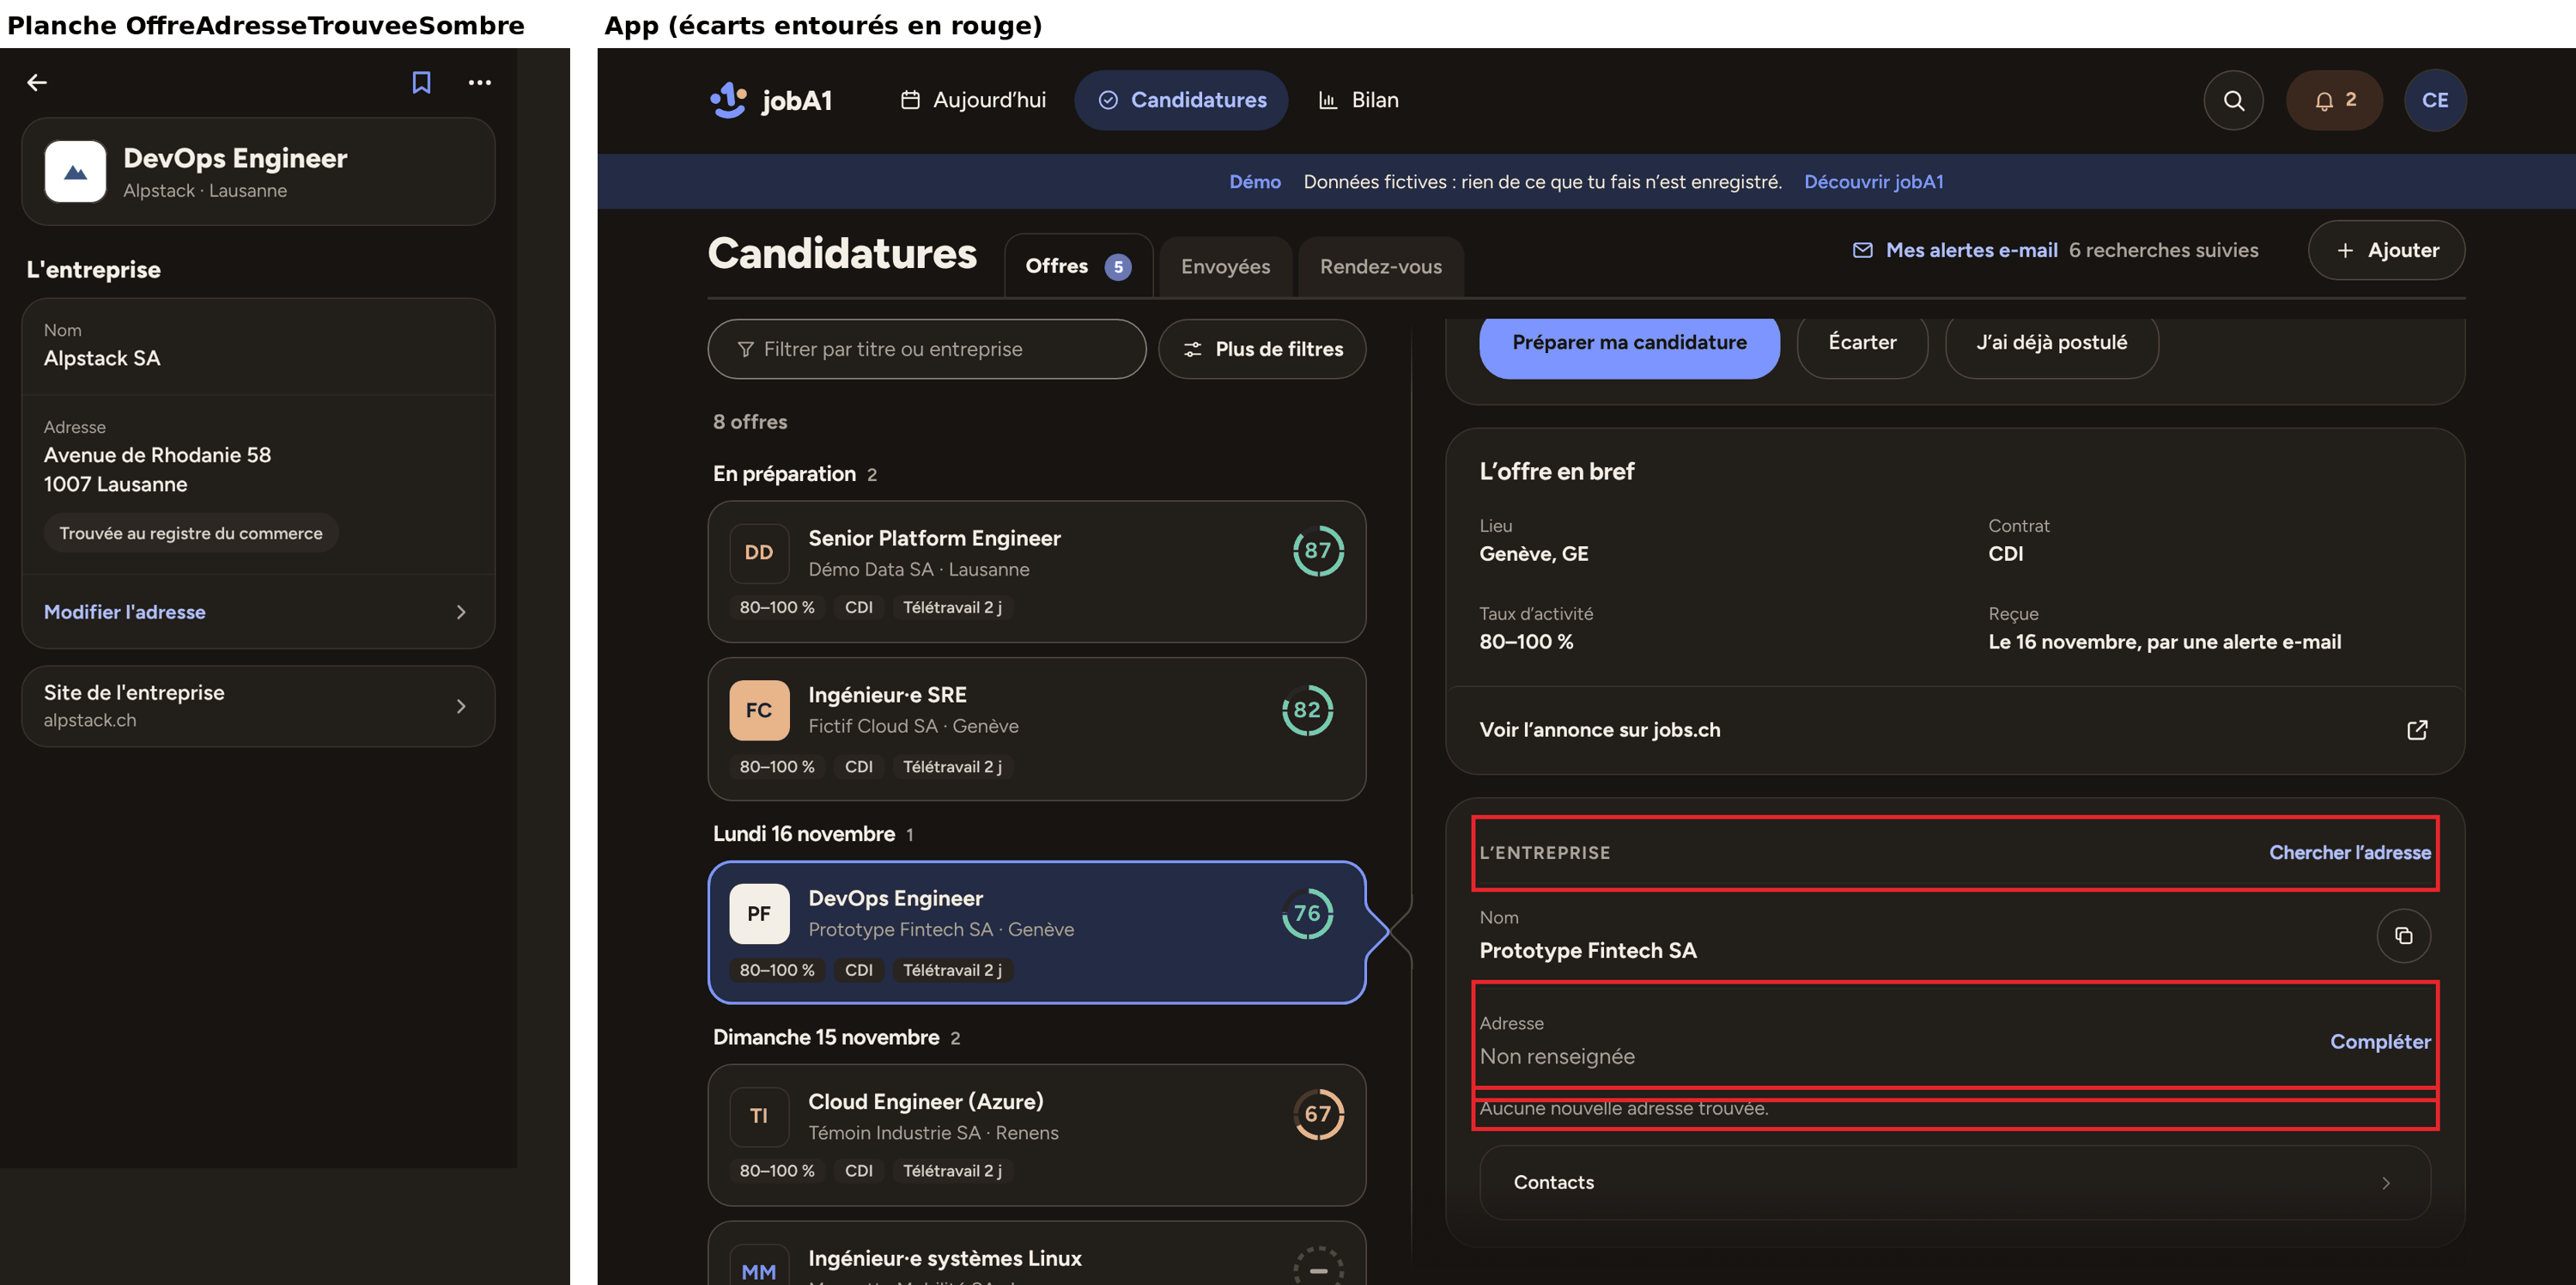 Planche OffreAdresseTrouveeSombre
DevOps Engineer
Alpstack · Lausanne
L'entreprise
Nom
Alpstack SA
Adresse
Avenue de Rhodanie 58
1007 Lausanne
Trouvée au registre du commerce
Modifier l'adresse
Site de l'entreprise
alpstack.ch
App (écarts entourés en rouge)
jobA1
Aujourd’hui
Candidatures
Bilan
2
CE
Démo Données fictives : rien de ce que tu fais n’est enregistré. Découvrir jobA1
Candidatures
Offres 5
Envoyées
Rendez-vous
Mes alertes e-mail 6 recherches suivies
Ajouter
Filtrer par titre ou entreprise
Plus de filtres
8 offres
En préparation 2
DD
Senior Platform Engineer
Démo Data SA · Lausanne
87
80–100 % CDI Télétravail 2 j
FC
Ingénieur·e SRE
Fictif Cloud SA · Genève
82
80–100 % CDI Télétravail 2 j
Lundi 16 novembre 1
PF
DevOps Engineer
Prototype Fintech SA · Genève
76
80–100 % CDI Télétravail 2 j
Dimanche 15 novembre 2
TI
Cloud Engineer (Azure)
Témoin Industrie SA · Renens
67
80–100 % CDI Télétravail 2 j
MM
Ingénieur·e systèmes Linux
Préparer ma candidature
Écarter
J’ai déjà postulé
L’offre en bref
Lieu
Genève, GE
Contrat
CDI
Taux d’activité
80–100 %
Reçue
Le 16 novembre, par une alerte e-mail
Voir l’annonce sur jobs.ch
L’ENTREPRISE
Chercher l’adresse
Nom
Prototype Fintech SA
Adresse
Non renseignée
Compléter
Aucune nouvelle adresse trouvée.
Contacts